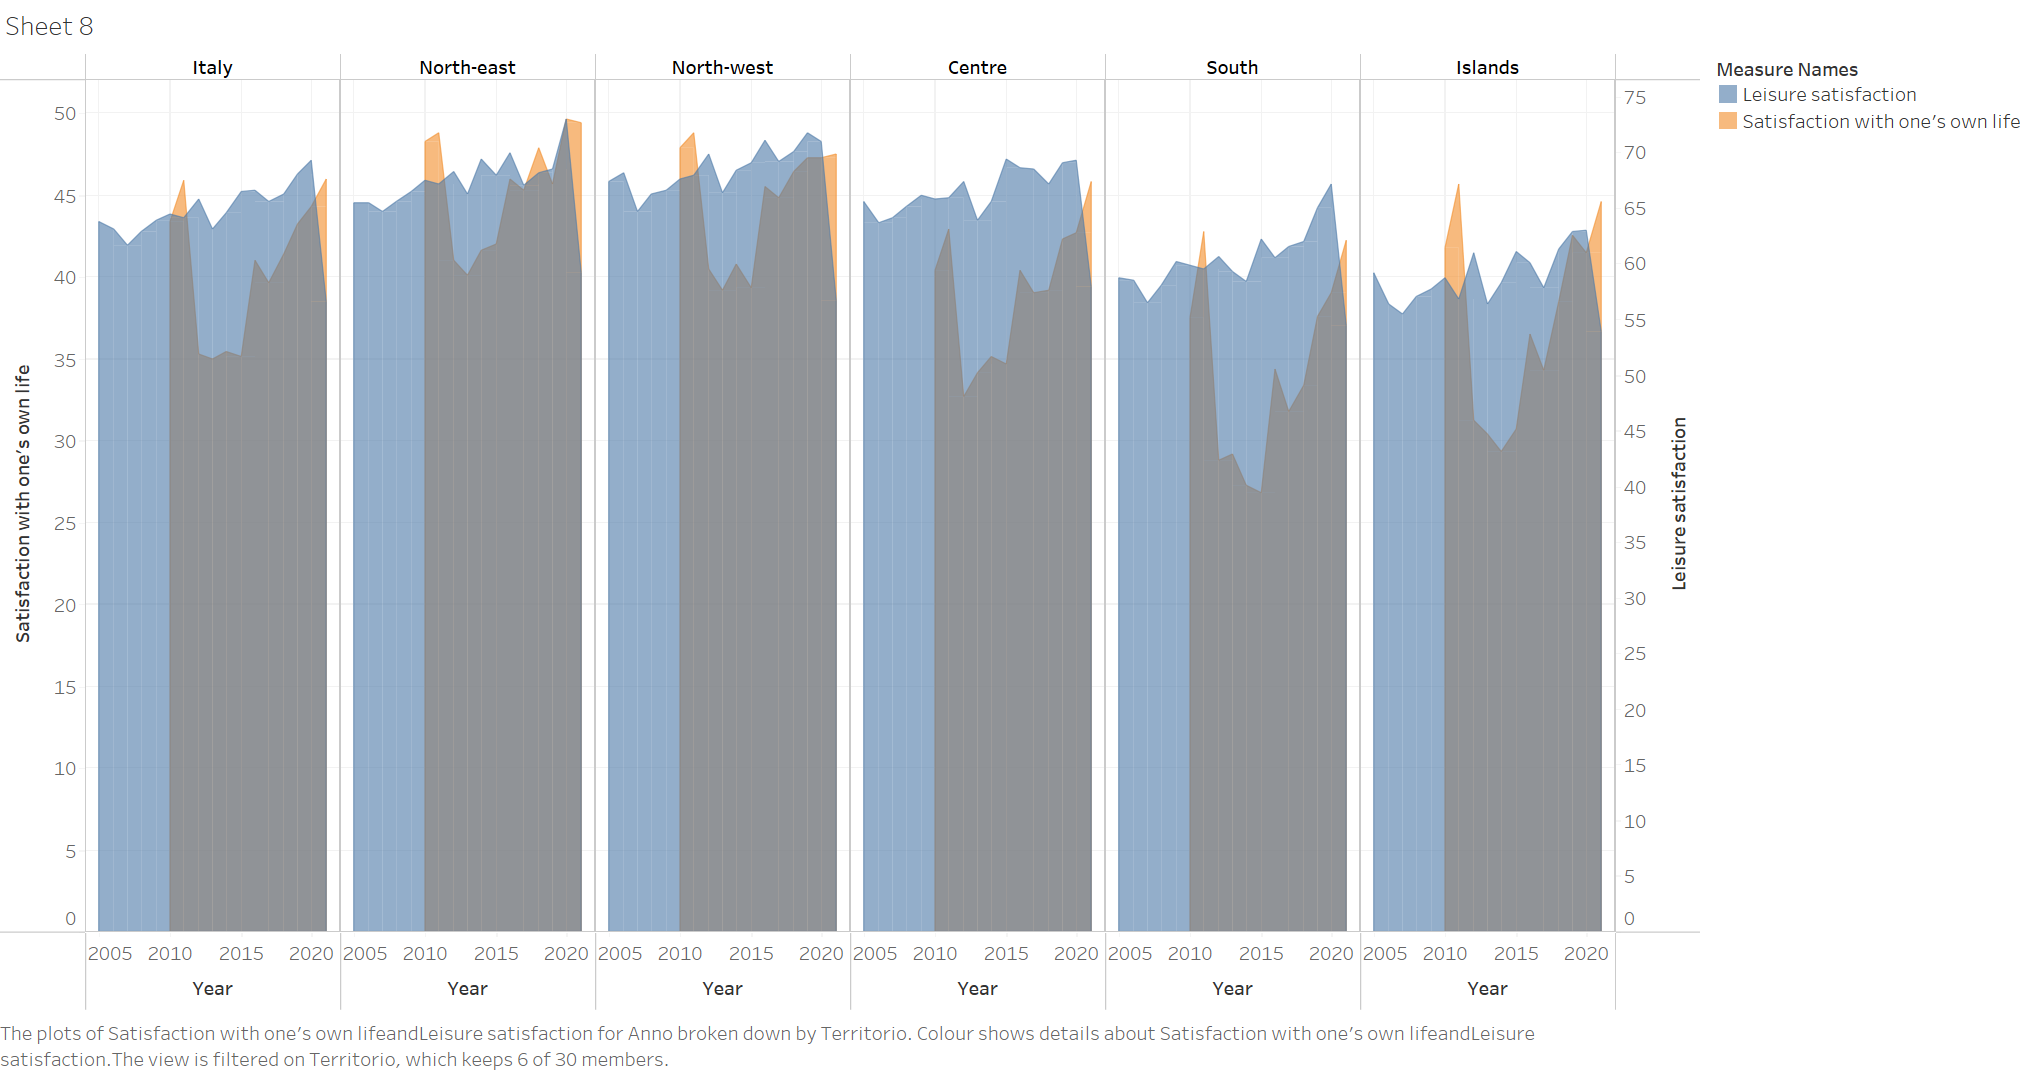 Sheet 8
Italy North-east North-west Centre South Islands
Measure Names
Leisure satisfaction
Satisfaction with one's own life
Satisfaction with one's own life
50
45
40
35
30
25
20
15
10
5
0
75
70
65
60
55
50
45
40
35
30
25
20
15
10
5
0
Leisure satisfaction
2005 2010 2015 2020 2005 2010 2015 2020 2005 2010 2015 2020 2005 2010 2015 2020 2005 2010 2015 2020 2005 2010 2015 2020
Year Year Year Year Year Year
The plots of Satisfaction with one's own lifeandLeisure satisfaction for Anno broken down by Territorio. Colour shows details about Satisfaction with one's own lifeandLeisure
satisfaction.The view is filtered on Territorio, which keeps 6 of 30 members.